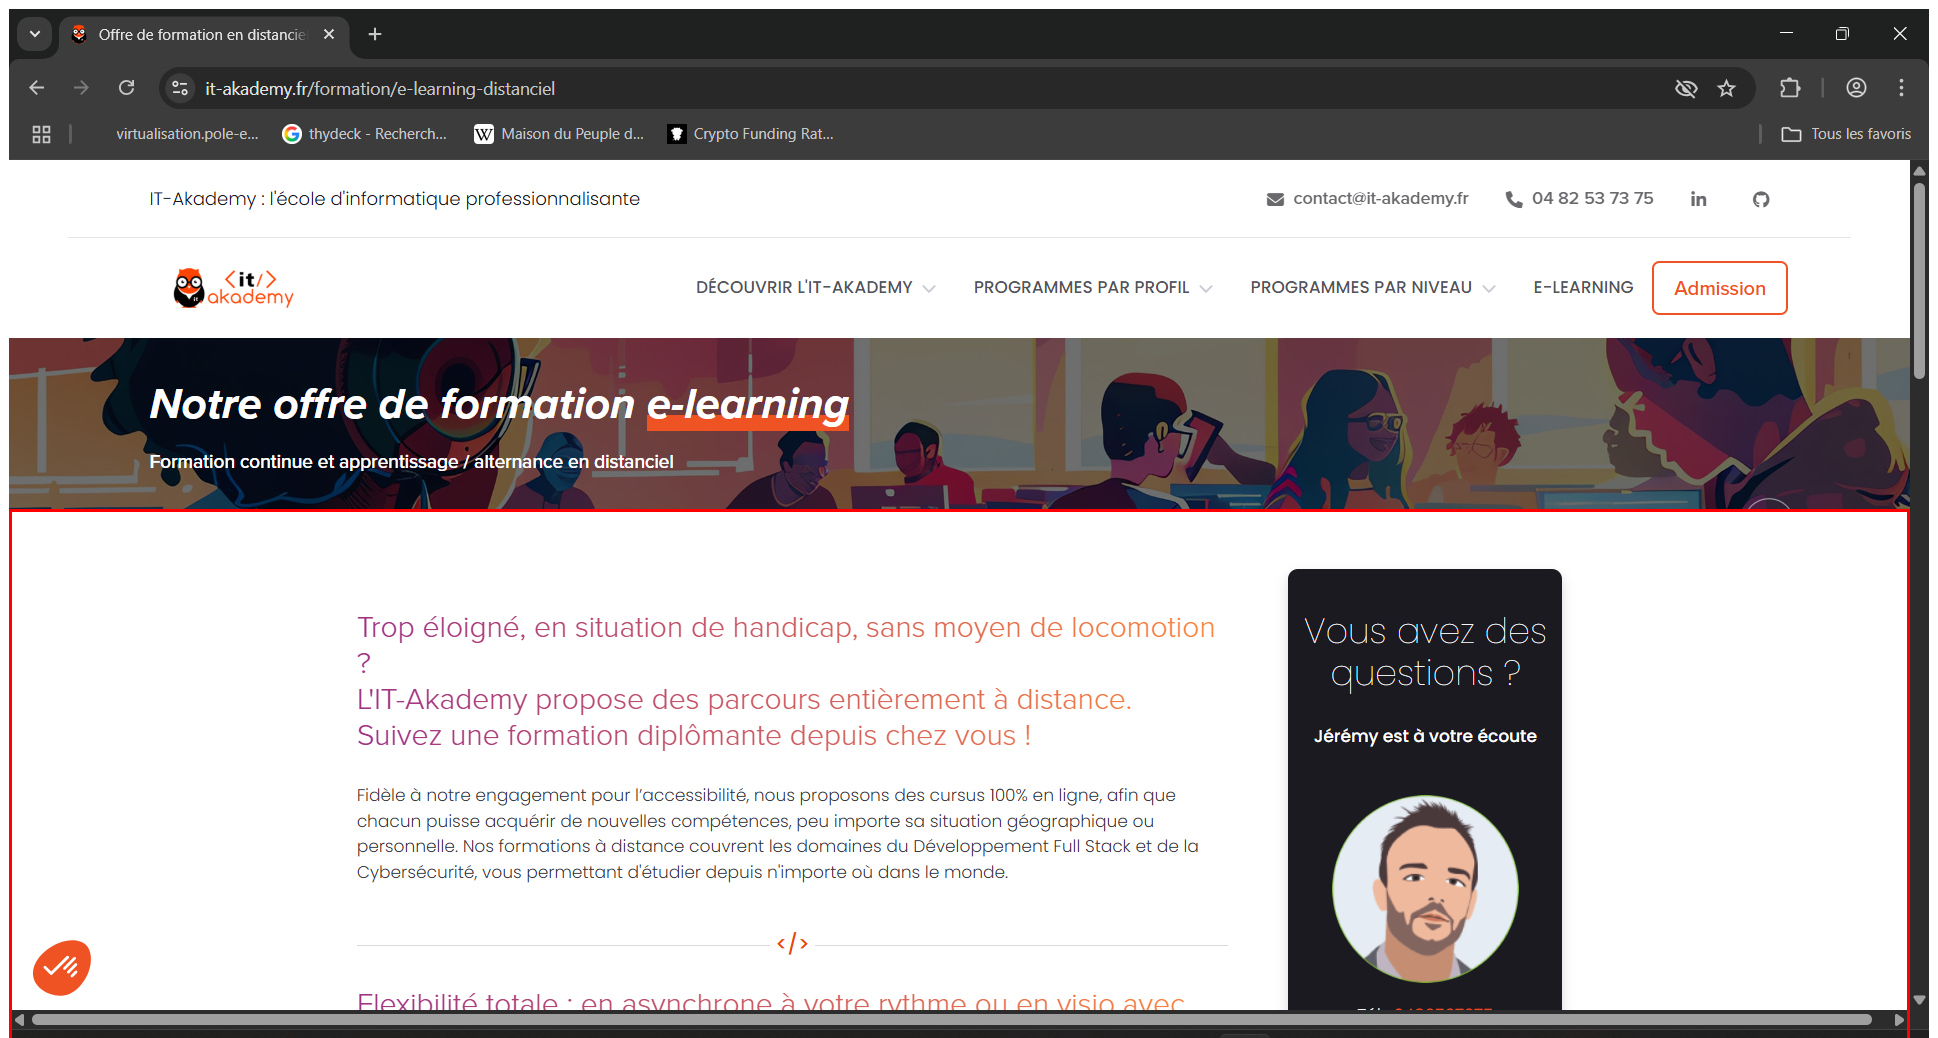 Offre de formation en distancie
it-akademy.fr/formation/e-learning-distanciel
virtualisation.pole-e...
thydeck - Recherch...
Maison du Peuple d...
Crypto Funding Rat...
Tous les favoris
IT-Akademy : l'école d'informatique professionnalisante
contact@it-akademy.fr
04 82 53 73 75
<it/>
akademy
DÉCOUVRIR L'IT-AKADEMY
PROGRAMMES PAR PROFIL
PROGRAMMES PAR NIVEAU
E-LEARNING
Admission
Notre offre de formation e-learning
Formation continue et apprentissage / alternance en distanciel
Trop éloigné, en situation de handicap, sans moyen de locomotion
?
L'IT-Akademy propose des parcours entièrement à distance.
Suivez une formation diplômante depuis chez vous !
Fidèle à notre engagement pour l’accessibilité, nous proposons des cursus 100% en ligne, afin que
chacun puisse acquérir de nouvelles compétences, peu importe sa situation géographique ou
personnelle. Nos formations à distance couvrent les domaines du Développement Full Stack et de la
Cybersécurité, vous permettant d'étudier depuis n'importe où dans le monde.
</>
Flexibilité totale : en asynchrone à votre rythme ou en visio avec
Vous avez des
questions ?
Jérémy est à votre écoute